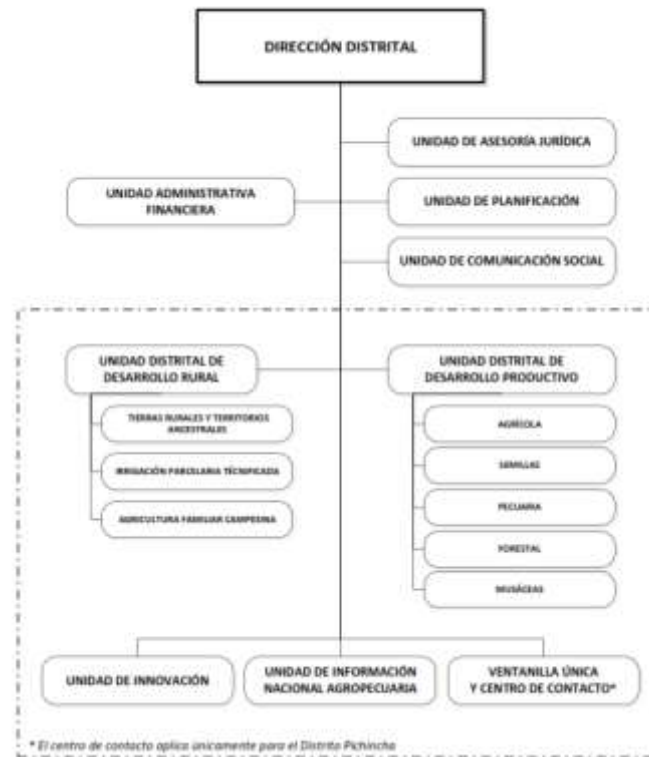 DIRECCIÓN DISTRITAL
UNIDAD DE ASESORÍA JURÍDICA
UNIDAD ADMINISTRATIVA
FINANCIERA
UNIDAD DE PLANIFICACIÓN
UNIDAD DE COMUNICACIÓN SOCIAL
UNIDAD DISTRITAL DE
DESARROLLO RURAL
TIERRAS RURALES Y TERRITORIOS
ANCESTRALES
IRRIGACIÓN PARCELARIA TÉCNIFICADA
AGRICULTURA FAMILIAR CAMPESINA
UNIDAD DISTRITAL DE
DESARROLLO PRODUCTIVO
AGRÍCOLA
SEMILLAS
PECUARIA
FORESTAL
MUSÁCEAS
UNIDAD DE INNOVACIÓN
UNIDAD DE INFORMACIÓN
NACIONAL AGROPECUARIA
VENTANILLA ÚNICA
Y CENTRO DE CONTACTO*
* El centro de contacto aplica únicamente para el Distrito Pichincha